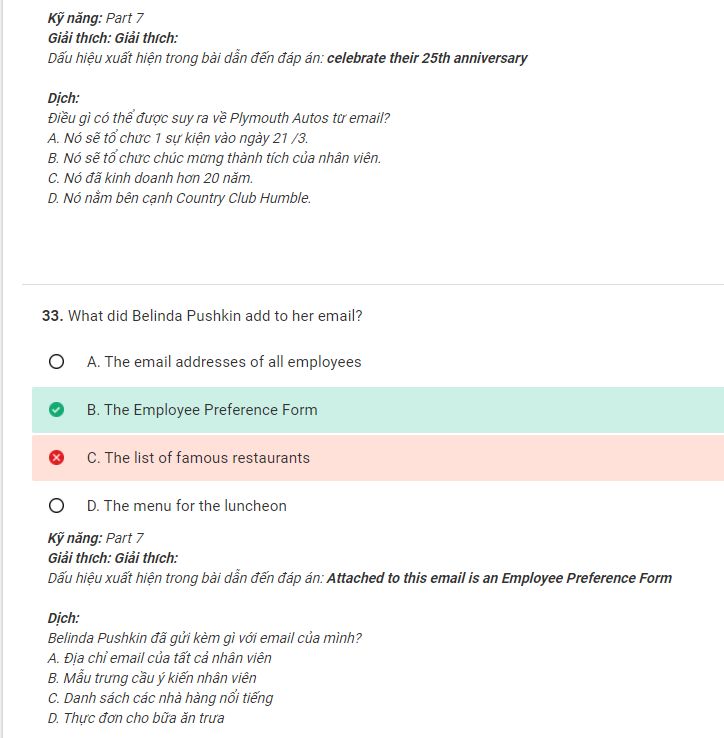 Kỹ năng: Part 7
Giải thích: Giải thích:
Dấu hiệu xuất hiện trong bài dẫn đến đáp án: celebrate their 25th anniversary
Dịch:
Điều gì có thể được suy ra về Plymouth Autos từ email?
A. Nó sẽ tổ chức 1 sự kiện vào ngày 21 /3.
B. Nó sẽ tổ chức chúc mừng thành tích của nhân viên.
C. Nó đã kinh doanh hơn 20 năm.
D. Nó nằm bên cạnh Country Club Humble.
33. What did Belinda Pushkin add to her email?
A. The email addresses of all employees
B. The Employee Preference Form
C. The list of famous restaurants
D. The menu for the luncheon
Kỹ năng: Part 7
Giải thích: Giải thích:
Dấu hiệu xuất hiện trong bài dẫn đến đáp án: Attached to this email is an Employee Preference Form
Dịch:
Belinda Pushkin đã gửi kèm gì với email của mình?
A. Địa chỉ email của tất cả nhân viên
B. Mẫu trưng cầu ý kiến nhân viên
C. Danh sách các nhà hàng nổi tiếng
D. Thực đơn cho bữa ăn trưa